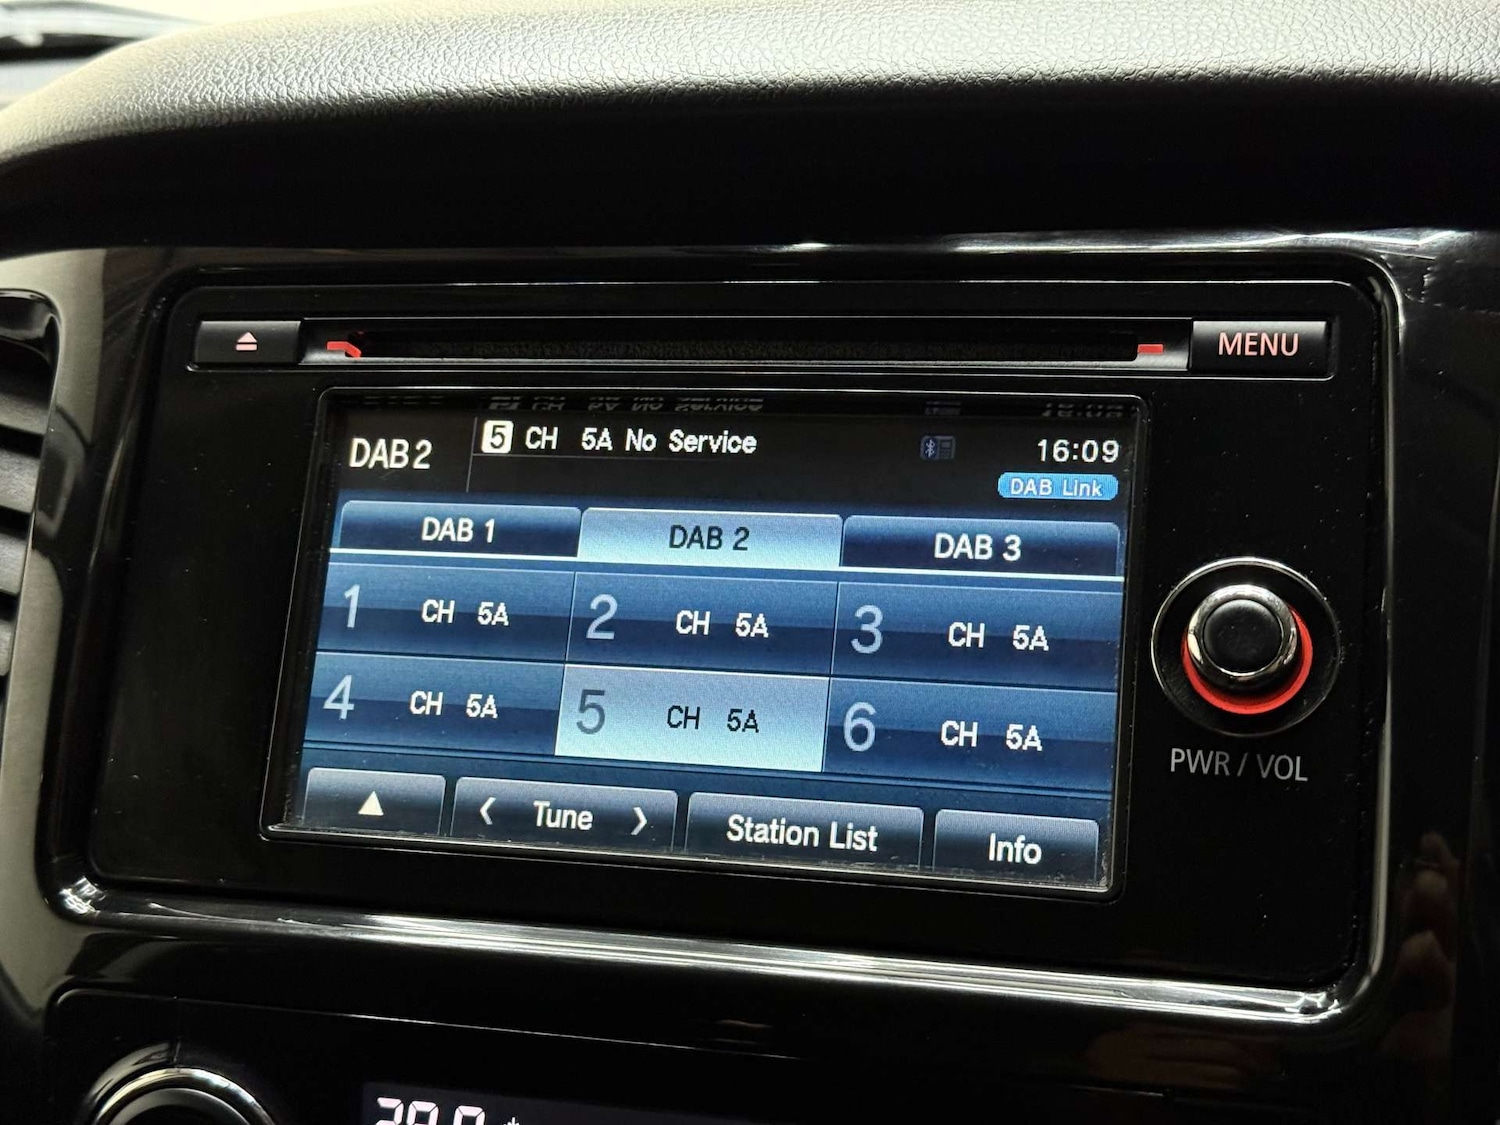 MENU
DAB2
5 CH 5A No Service
16:09
DAB Link
DAB 1
DAB 2
DAB 3
1 CH 5A
2 CH 5A
3 CH 5A
4 CH 5A
5 CH 5A
6 CH 5A
Tune
Station List
Info
PWR / VOL